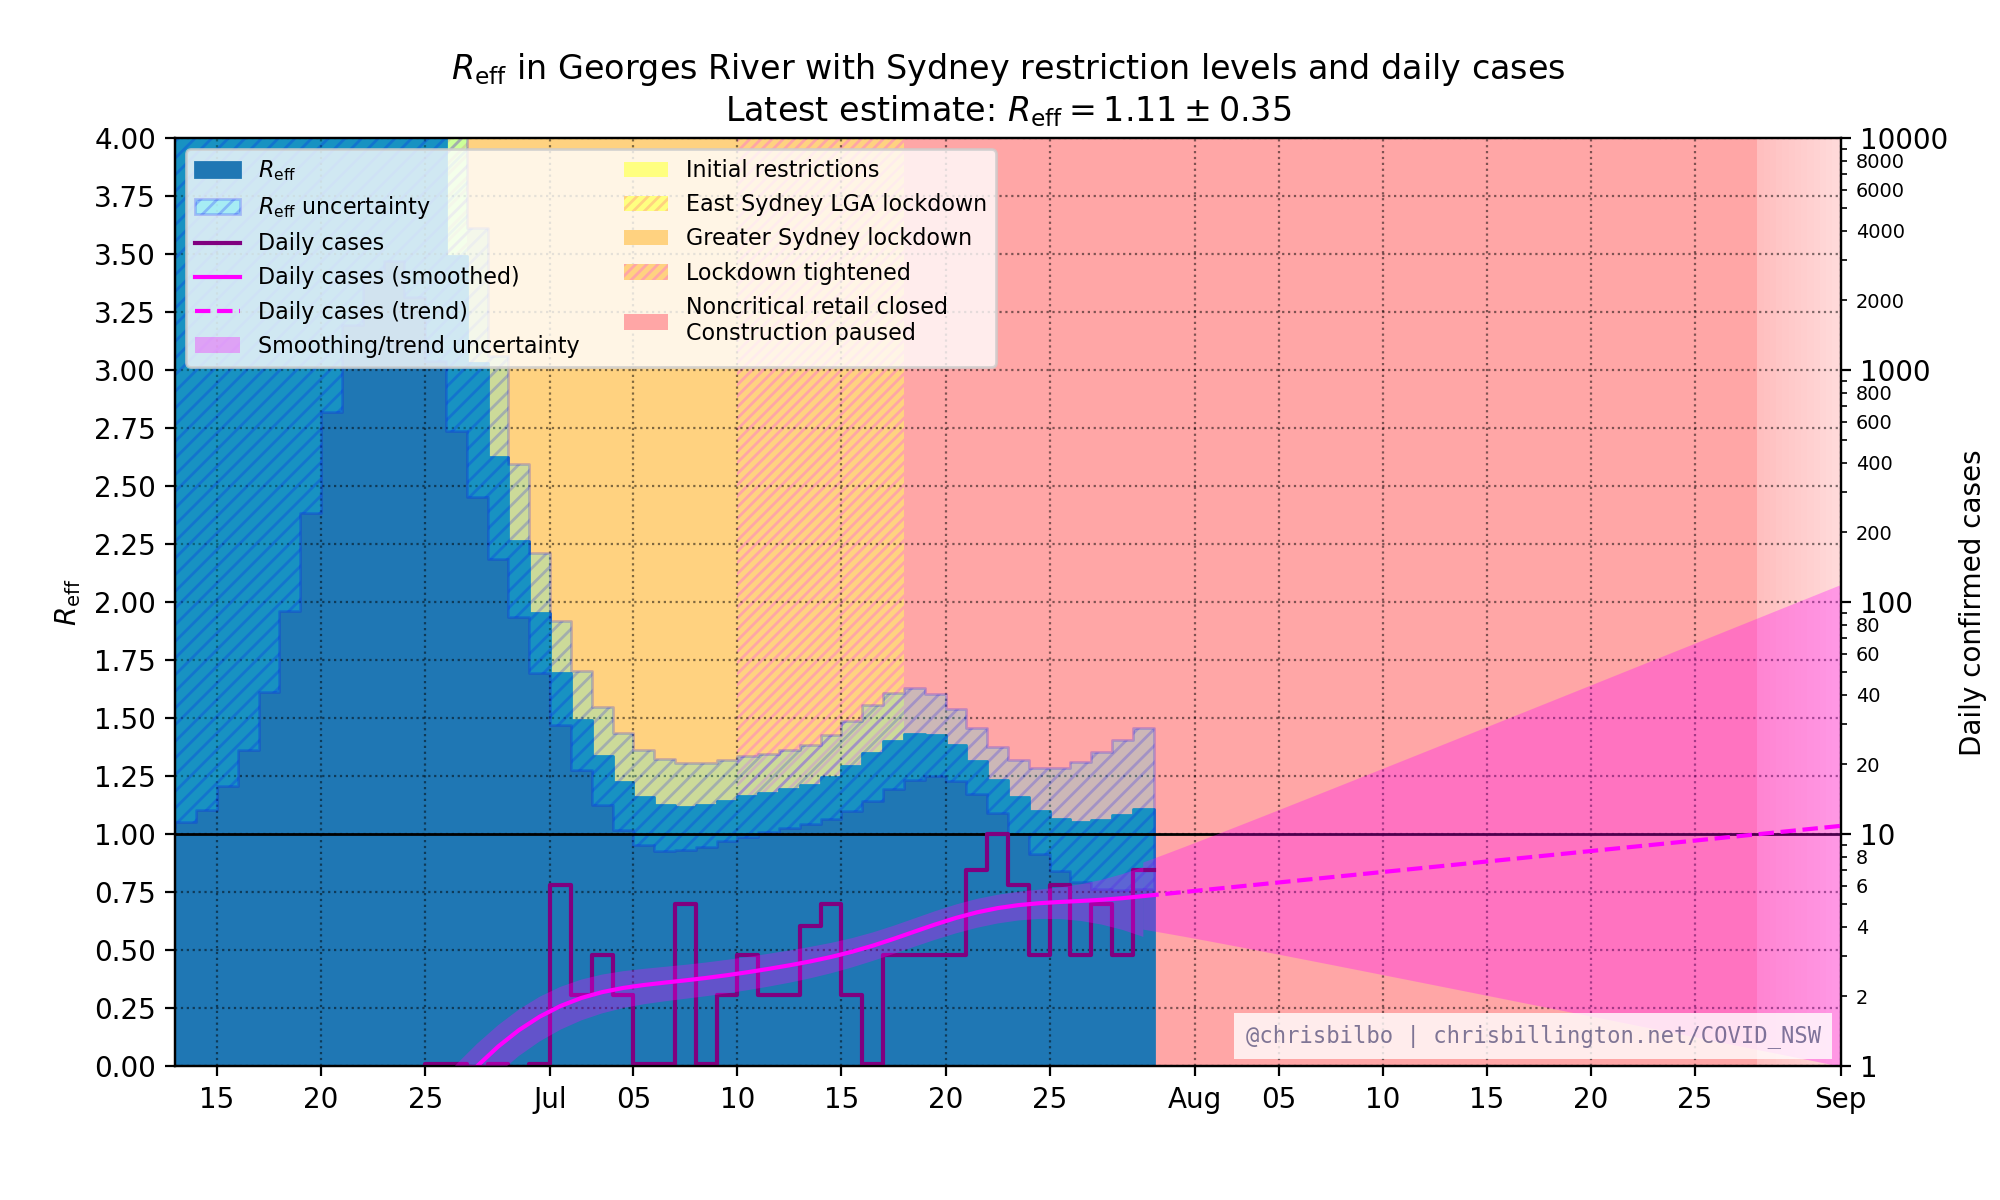 Reff in Georges River with Sydney restriction levels and daily cases
Latest estimate: Reff = 1.11 ± 0.35
Reff
Reff uncertainty
Daily cases
Daily cases (smoothed)
Daily cases (trend)
Smoothing/trend uncertainty
Initial restrictions
East Sydney LGA lockdown
Greater Sydney lockdown
Lockdown tightened
Noncritical retail closed
Construction paused
Reff
4.00
3.75
3.50
3.25
3.00
2.75
2.50
2.25
2.00
1.75
1.50
1.25
1.00
0.75
0.50
0.25
0.00
10000
8000
6000
4000
2000
1000
800
600
400
200
100
80
60
40
20
10
8
6
4
2
1
Daily confirmed cases
@chrisbilbo | chrisbillington.net/COVID_NSW
15 20 25 Jul 05 10 15 20 25 Aug 05 10 15 20 25 Sep